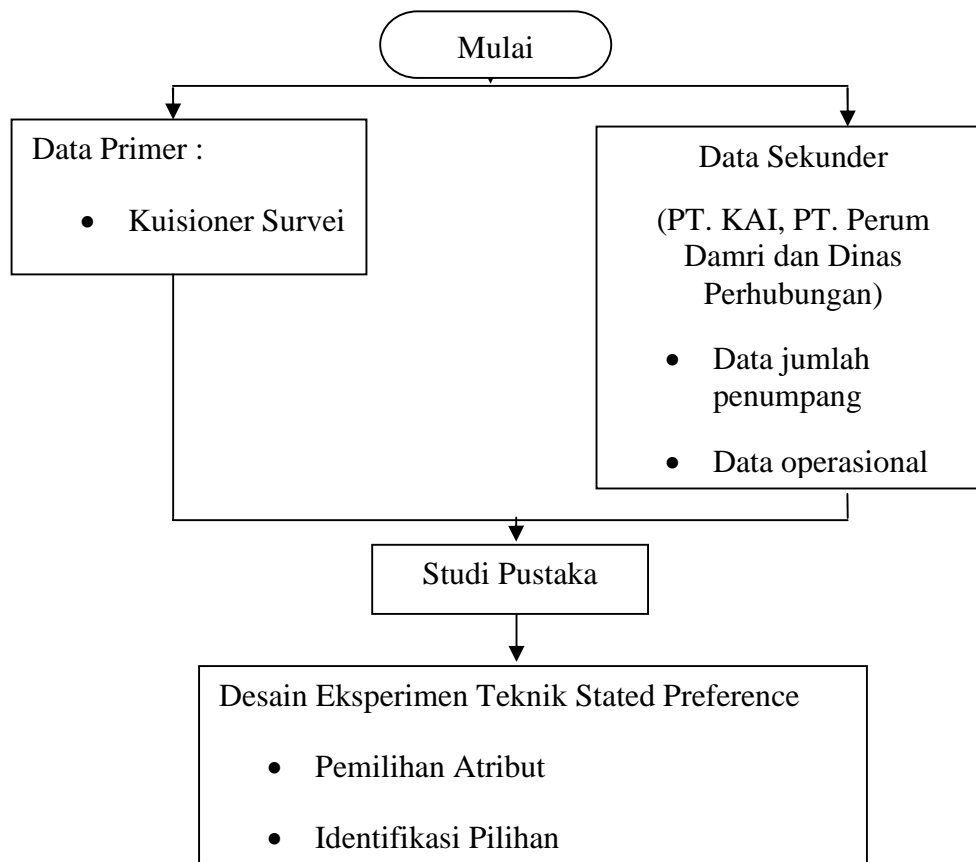 Mulai
Data Primer :
• Kuisioner Survei
Data Sekunder
(PT. KAI, PT. Perum
Damri dan Dinas
Perhubungan)
• Data jumlah
penumpang
• Data operasional
Studi Pustaka
Desain Eksperimen Teknik Stated Preference
• Pemilihan Atribut
• Identifikasi Pilihan